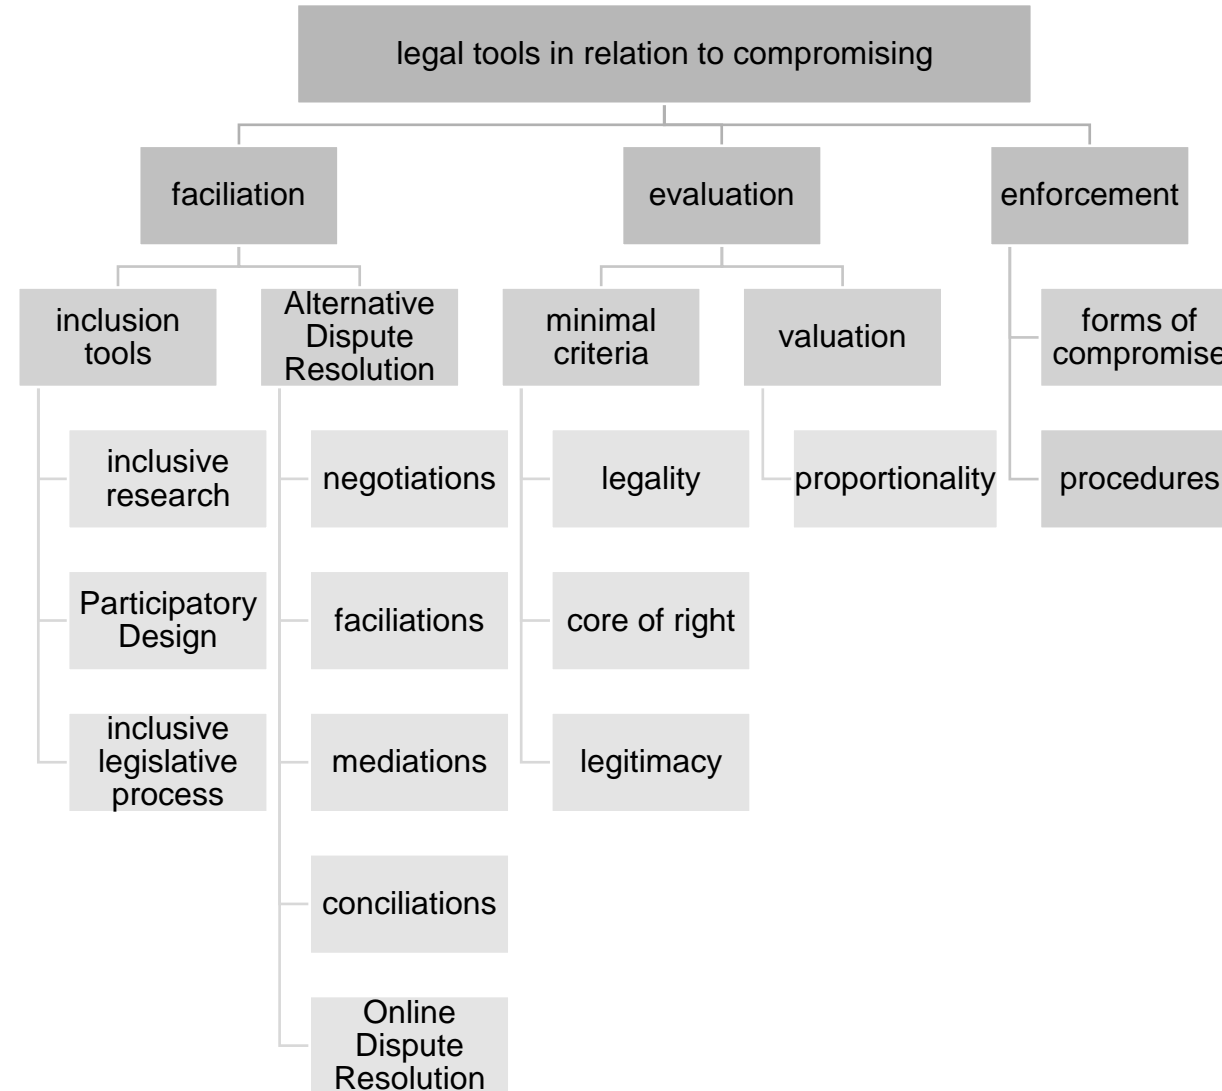 legal tools in relation to compromising
faciliation
evaluation
enforcement
inclusion
tools
Alternative
Dispute
Resolution
minimal
criteria
valuation
forms of
compromise
inclusive
research
negotiations
legality
proportionality
procedures
Participatory
Design
faciliations
core of right
inclusive
legislative
process
mediations
legitimacy
conciliations
Online
Dispute
Resolution